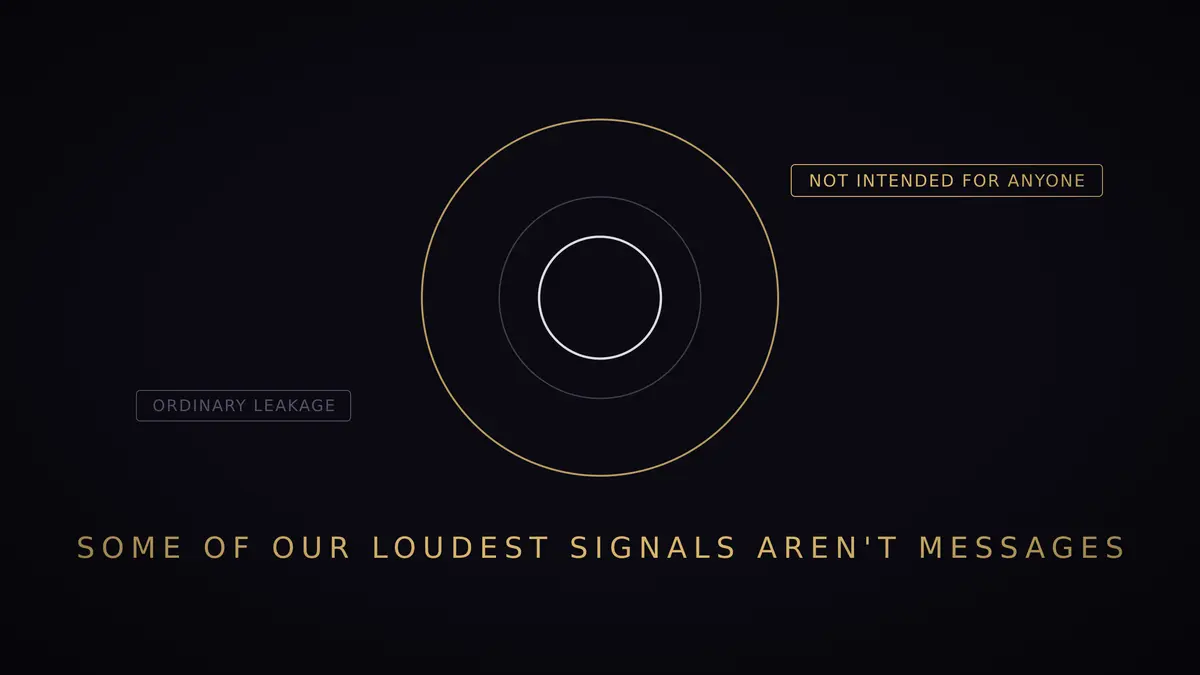 NOT INTENDED FOR ANYONE
ORDINARY LEAKAGE
SOME OF OUR LOUDEST SIGNALS AREN'T MESSAGES